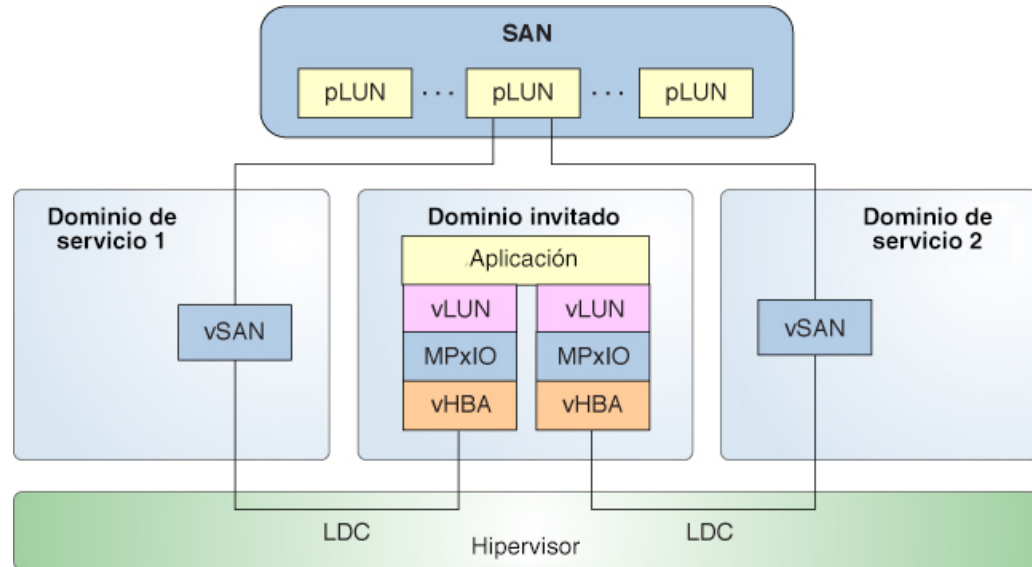 SAN
pLUN ... pLUN ... pLUN
Dominio de
servicio 1
vSAN
Dominio invitado
Aplicación
vLUN vLUN
MPxIO MPxIO
vHBA vHBA
Dominio de
servicio 2
vSAN
LDC LDC
Hipervisor